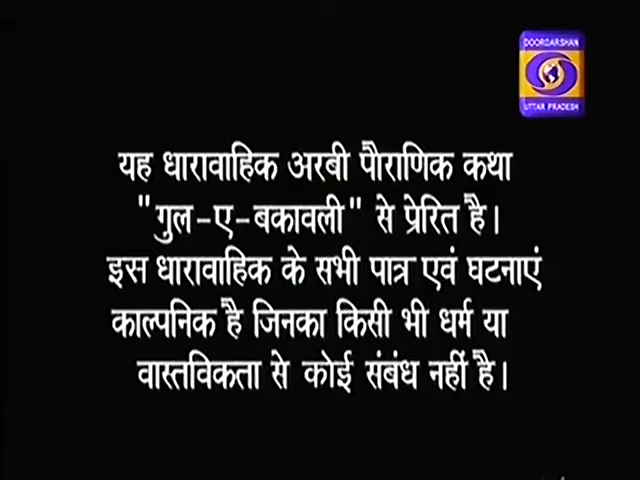 DOORDARSHAN
UTTAR PRADESH
यह धारावाहिक अरबी पौराणिक कथा
"गुल-ए-बकावली" से प्रेरित है।
इस धारावाहिक के सभी पात्र एवं घटनाएं
काल्पनिक है जिनका किसी भी धर्म या
वास्तविकता से कोई संबंध नहीं है।